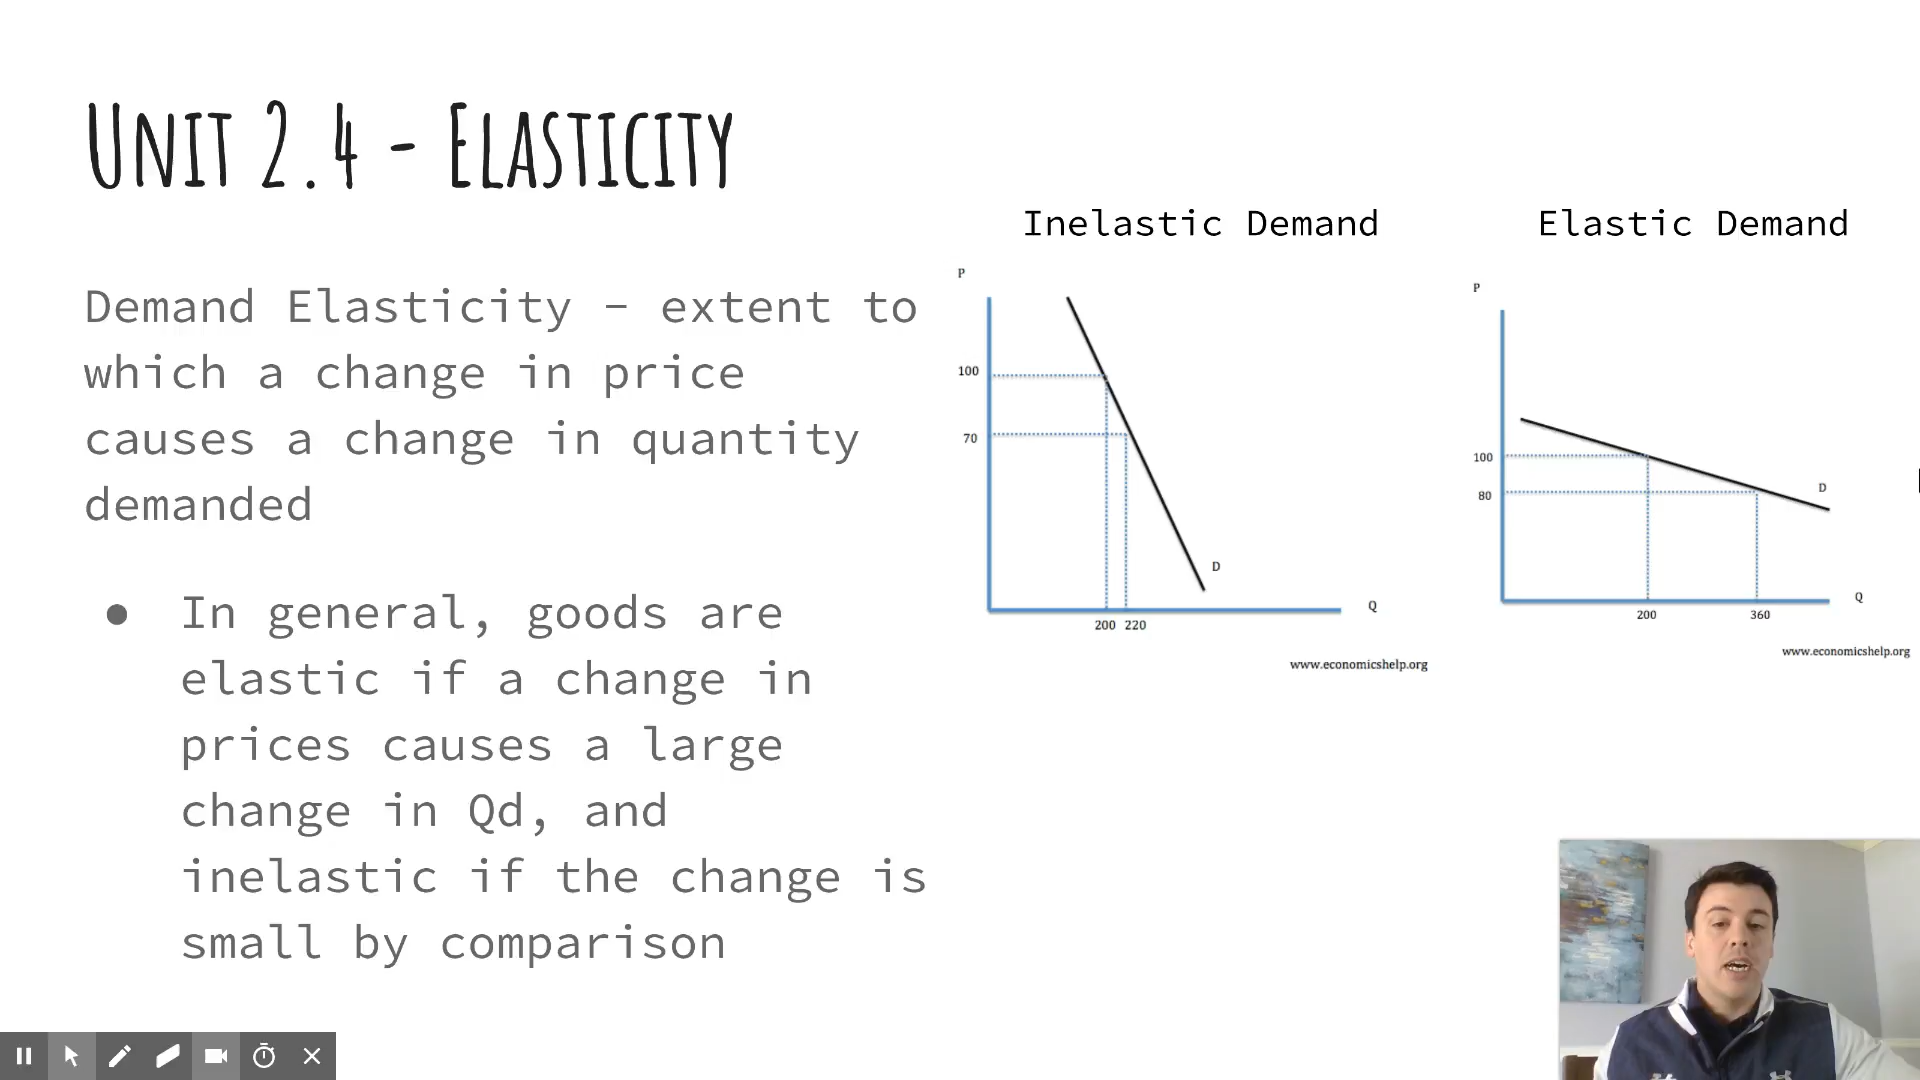 Unit 2.4 - Elasticity
Demand Elasticity – extent to
which a change in price
causes a change in quantity
demanded
● In general, goods are
elastic if a change in
prices causes a large
change in Qd, and
inelastic if the change is
small by comparison
Inelastic Demand
P
100
70
D
Q
200 220
www.economicshelp.org
Elastic Demand
P
100
80
D
Q
200 360
www.economicshelp.org